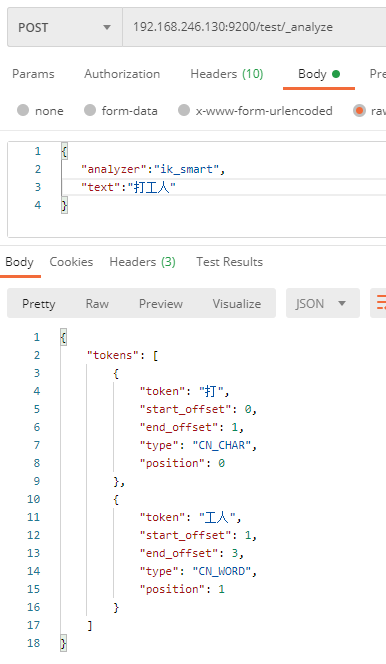 POST 192.168.246.130:9200/test/_analyze
Params Authorization Headers (10) Body Pre
none form-data x-www-form-urlencoded raw
1 {
2 "analyzer":"ik_smart",
3 "text":"打工人"
4 }
Body Cookies Headers (3) Test Results
Pretty Raw Preview Visualize JSON
1 {
2 "tokens": [
3 {
4 "token": "打",
5 "start_offset": 0,
6 "end_offset": 1,
7 "type": "CN_CHAR",
8 "position": 0
9 },
10 {
11 "token": "工人",
12 "start_offset": 1,
13 "end_offset": 3,
14 "type": "CN_WORD",
15 "position": 1
16 }
17 ]
18 }